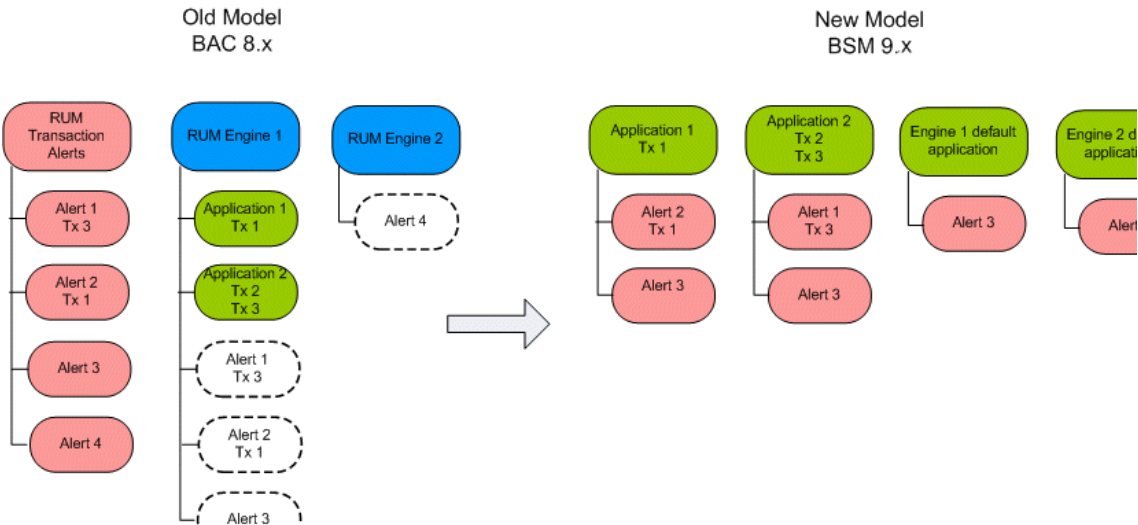 Old Model
BAC 8.x
New Model
BSM 9.x
RUM
Transaction
Alerts
Alert 1
Tx 3
Alert 2
Tx 1
Alert 3
Alert 4
RUM Engine 1
Application 1
Tx 1
Application 2
Tx 2
Tx 3
Alert 1
Tx 3
Alert 2
Tx 1
Alert 3
RUM Engine 2
Alert 4
Application 1
Tx 1
Alert 2
Tx 1
Alert 3
Application 2
Tx 2
Tx 3
Alert 1
Tx 3
Alert 3
Engine 1 default
application
Alert 3
Engine 2
Alert